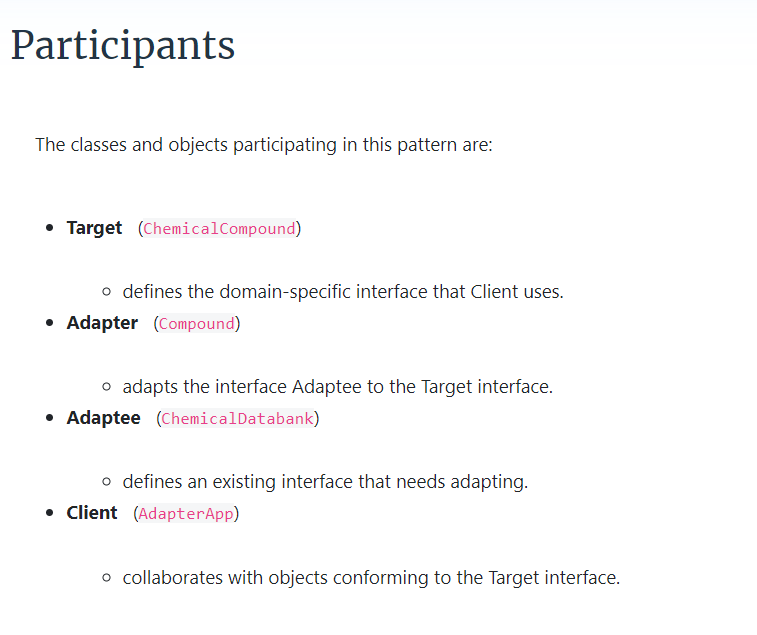 Participants
The classes and objects participating in this pattern are:
Target (ChemicalCompound)
defines the domain-specific interface that Client uses.
Adapter (Compound)
adapts the interface Adaptee to the Target interface.
Adaptee (ChemicalDatabank)
defines an existing interface that needs adapting.
Client (AdapterApp)
collaborates with objects conforming to the Target interface.